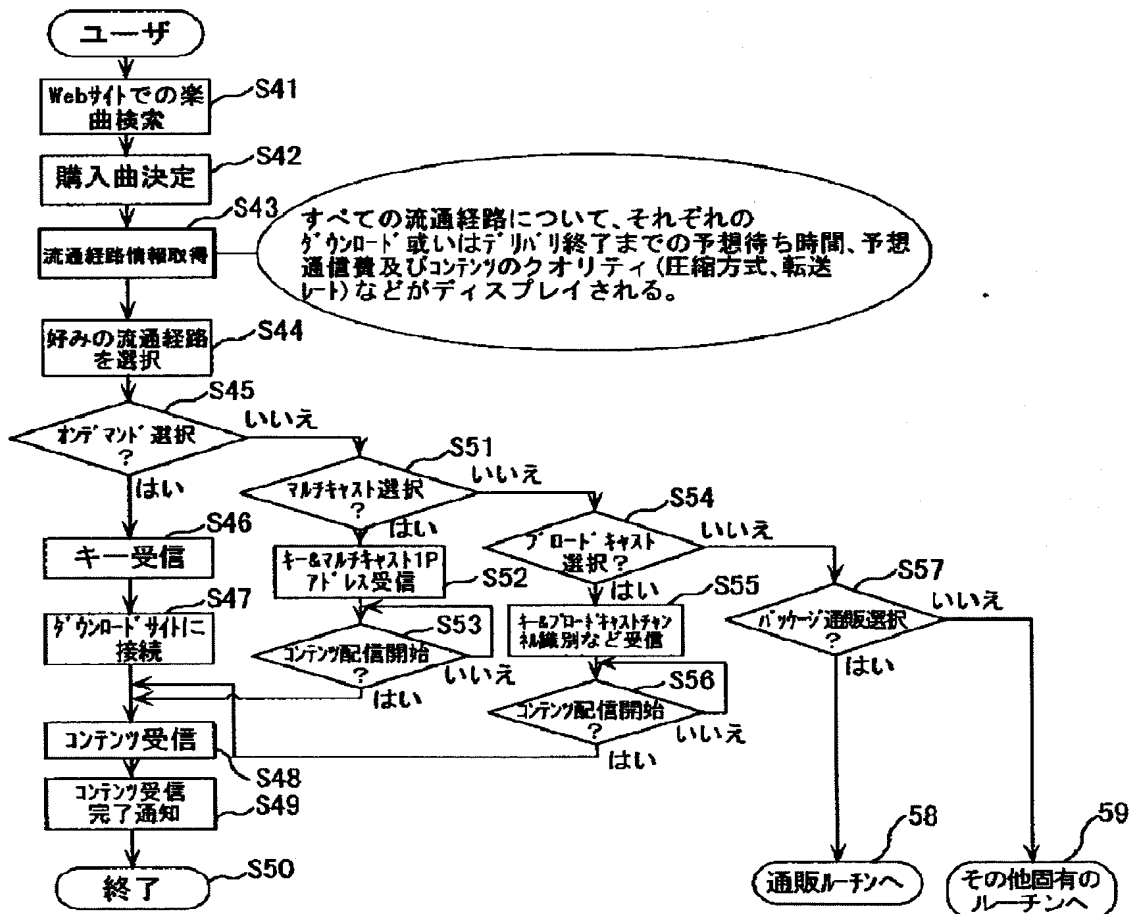 ユーザ
Webサイトでの楽
曲検索
S41
購入曲決定
S42
流通経路情報取得
S43
すべての流通経路について、それぞれの
ダウンロード或いはデリバリ終了までの予想待ち時間、予想
通信費及びコンテンツのクオリティ(圧縮方式、転送
レート)などがディスプレイされる。
好みの流通経路
を選択
S44
オンデマンド選択
?
S45
いいえ
はい
マルチキャスト選択
?
S51
いいえ
はい
ブロードキャスト
選択?
S54
いいえ
はい
キー受信
S46
キー&マルチキャスト1P
アドレス受信
S52
キー&ブロードキャストチャン
ネル識別など受信
S55
パッケージ通販選択
?
S57
いいえ
はい
ダウンロードサイトに
接続
S47
コンテンツ配信開始
?
S53
いいえ
はい
コンテンツ配信開始
?
S56
いいえ
はい
コンテンツ受信
S48
コンテンツ受信
完了通知
S49
終了
S50
通販ルーチンへ
58
その他固有の
ルーチンへ
59